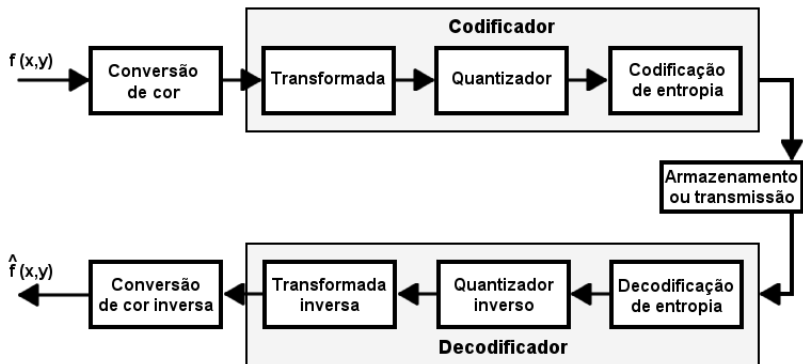 Codificador
f (x,y)
Conversão
de cor
Transformada
Quantizador
Codificação
de entropia
Armazenamento
ou transmissão
f̂ (x,y)
Conversão
de cor inversa
Transformada
inversa
Quantizador
inverso
Decodificação
de entropia
Decodificador